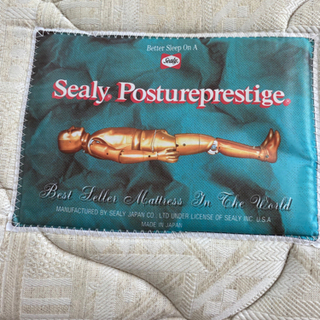 Better Sleep On A
Sealy
Sealy® Postureprestige®
Best Seller Mattress In The World
MANUFACTURED BY SEALY JAPAN CO., LTD UNDER LICENSE OF SEALY INC. U.S.A
MADE IN JAPAN